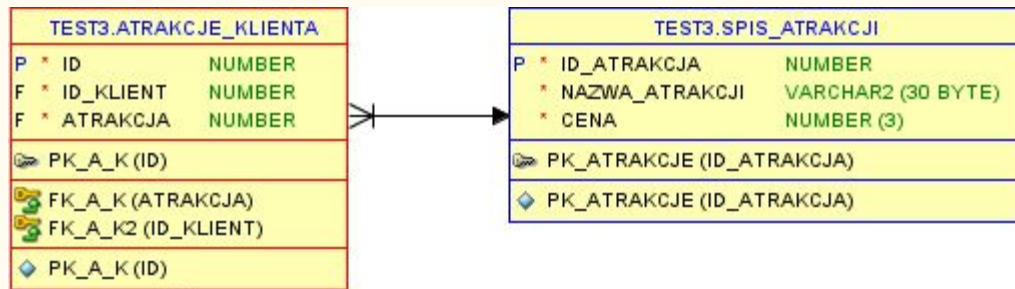 TEST3.ATRAKCJE_KLIENTA
P * ID NUMBER
F * ID_KLIENT NUMBER
F * ATRAKCJA NUMBER
PK_A_K (ID)
FK_A_K (ATRAKCJA)
FK_A_K2 (ID_KLIENT)
PK_A_K (ID)
TEST3.SPIS_ATRAKCJI
P * ID_ATRAKCJA NUMBER
* NAZWA_ATRAKCJI VARCHAR2 (30 BYTE)
* CENA NUMBER (3)
PK_ATRAKCJE (ID_ATRAKCJA)
PK_ATRAKCJE (ID_ATRAKCJA)